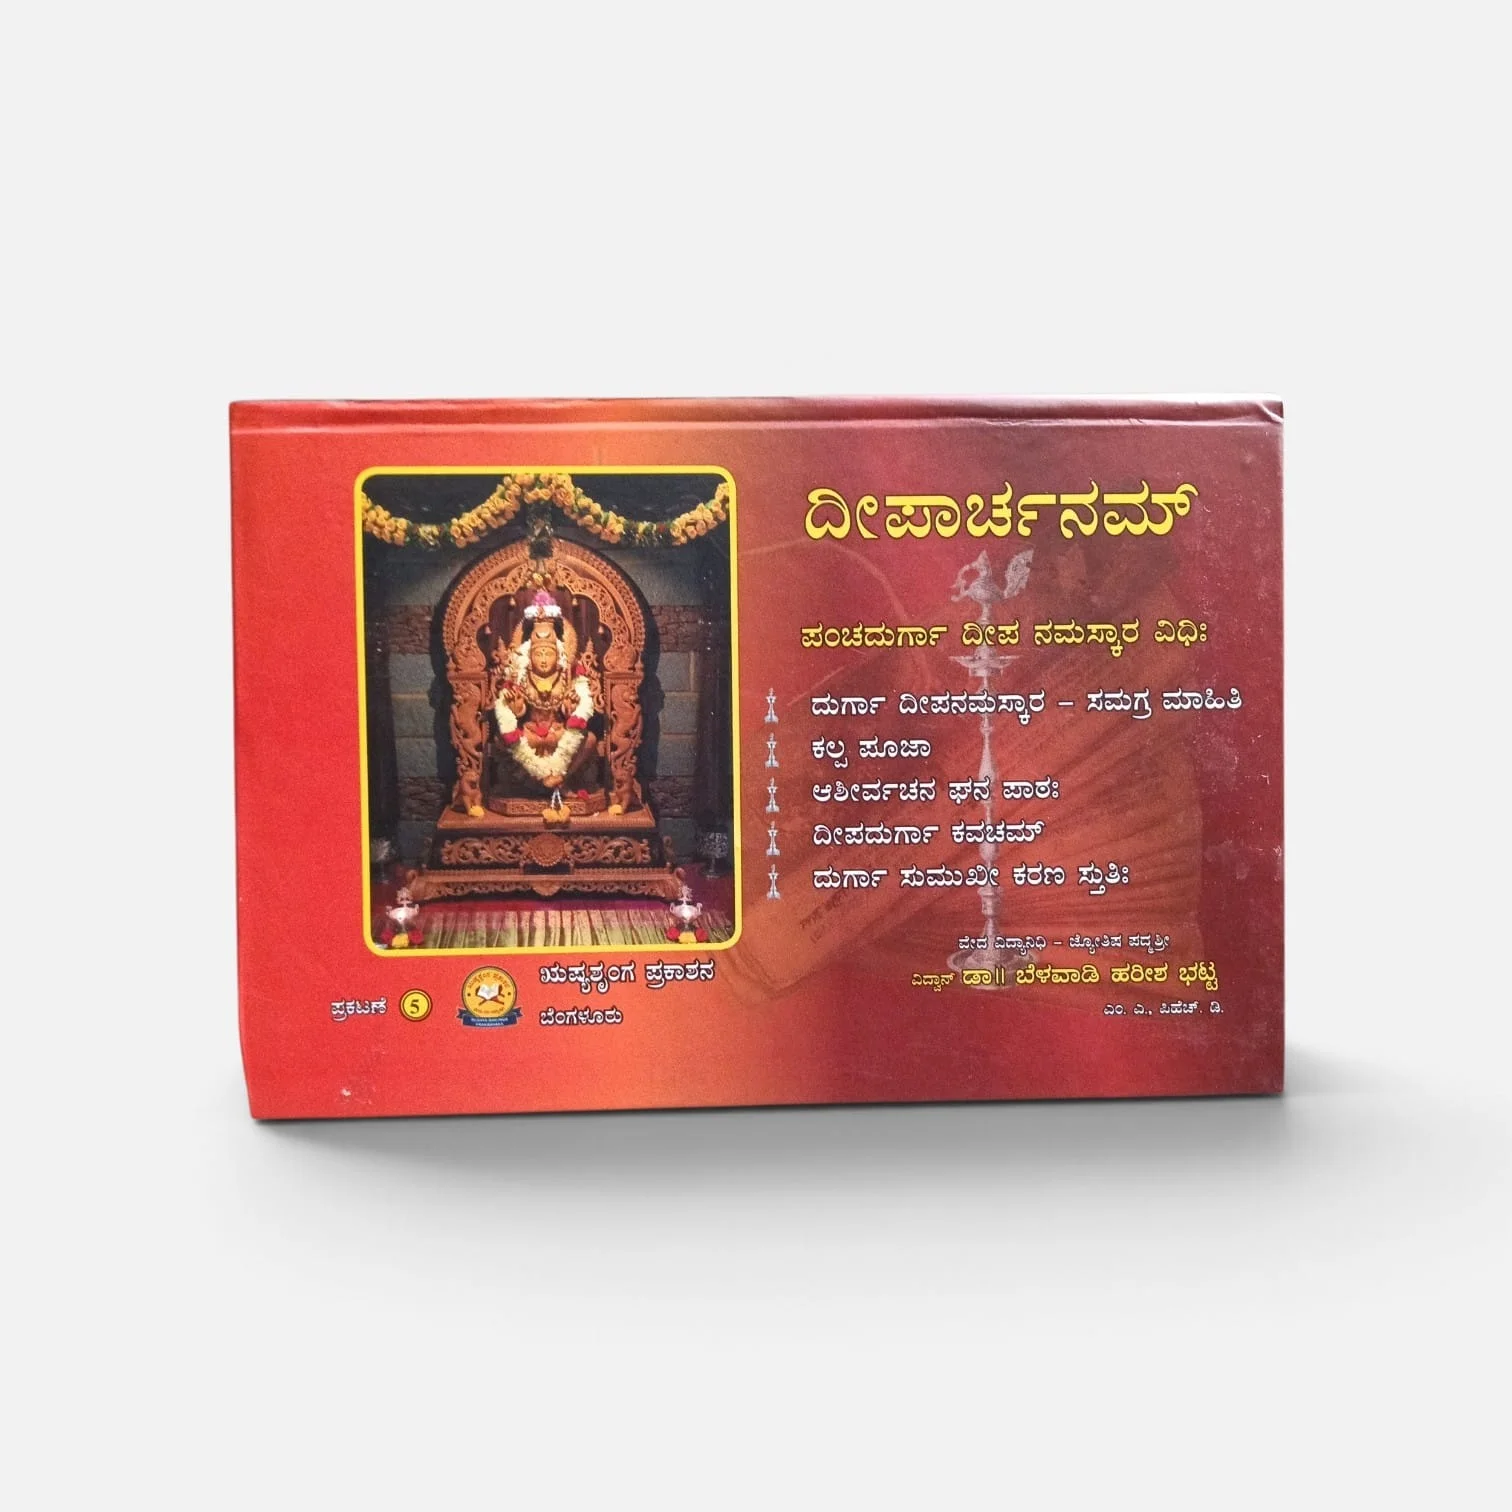 ದೀಪಾರ್ಚನಮ್
ಪಂಚದುರ್ಗಾ ದೀಪ ನಮಸ್ಕಾರ ವಿಧಿಃ
ದುರ್ಗಾ ದೀಪನಮಸ್ಕಾರ – ಸಮಗ್ರ ಮಾಹಿತಿ
ಕಲ್ಪ ಪೂಜಾ
ಆಶೀರ್ವಚನ ಘನ ಪಾಠಃ
ದೀಪದುರ್ಗಾ ಕವಚಮ್
ದುರ್ಗಾ ಸುಮುಖೀ ಕರಣ ಸ್ತುತಿಃ
ವೇದ ವಿದ್ಯಾನಿಧಿ – ಜ್ಯೋತಿಷ ಪದ್ಮಶ್ರೀ
ವಿದ್ವಾನ್ ಡಾ॥ ಬೆಳವಾಡಿ ಹರೀಶ ಭಟ್ಟ
ಎಂ. ಎ., ಪಿಹೆಚ್. ಡಿ.
ಋಷ್ಯಶೃಂಗ ಪ್ರಕಾಶನ
ಬೆಂಗಳೂರು
ಪ್ರಕಟಣೆ 5